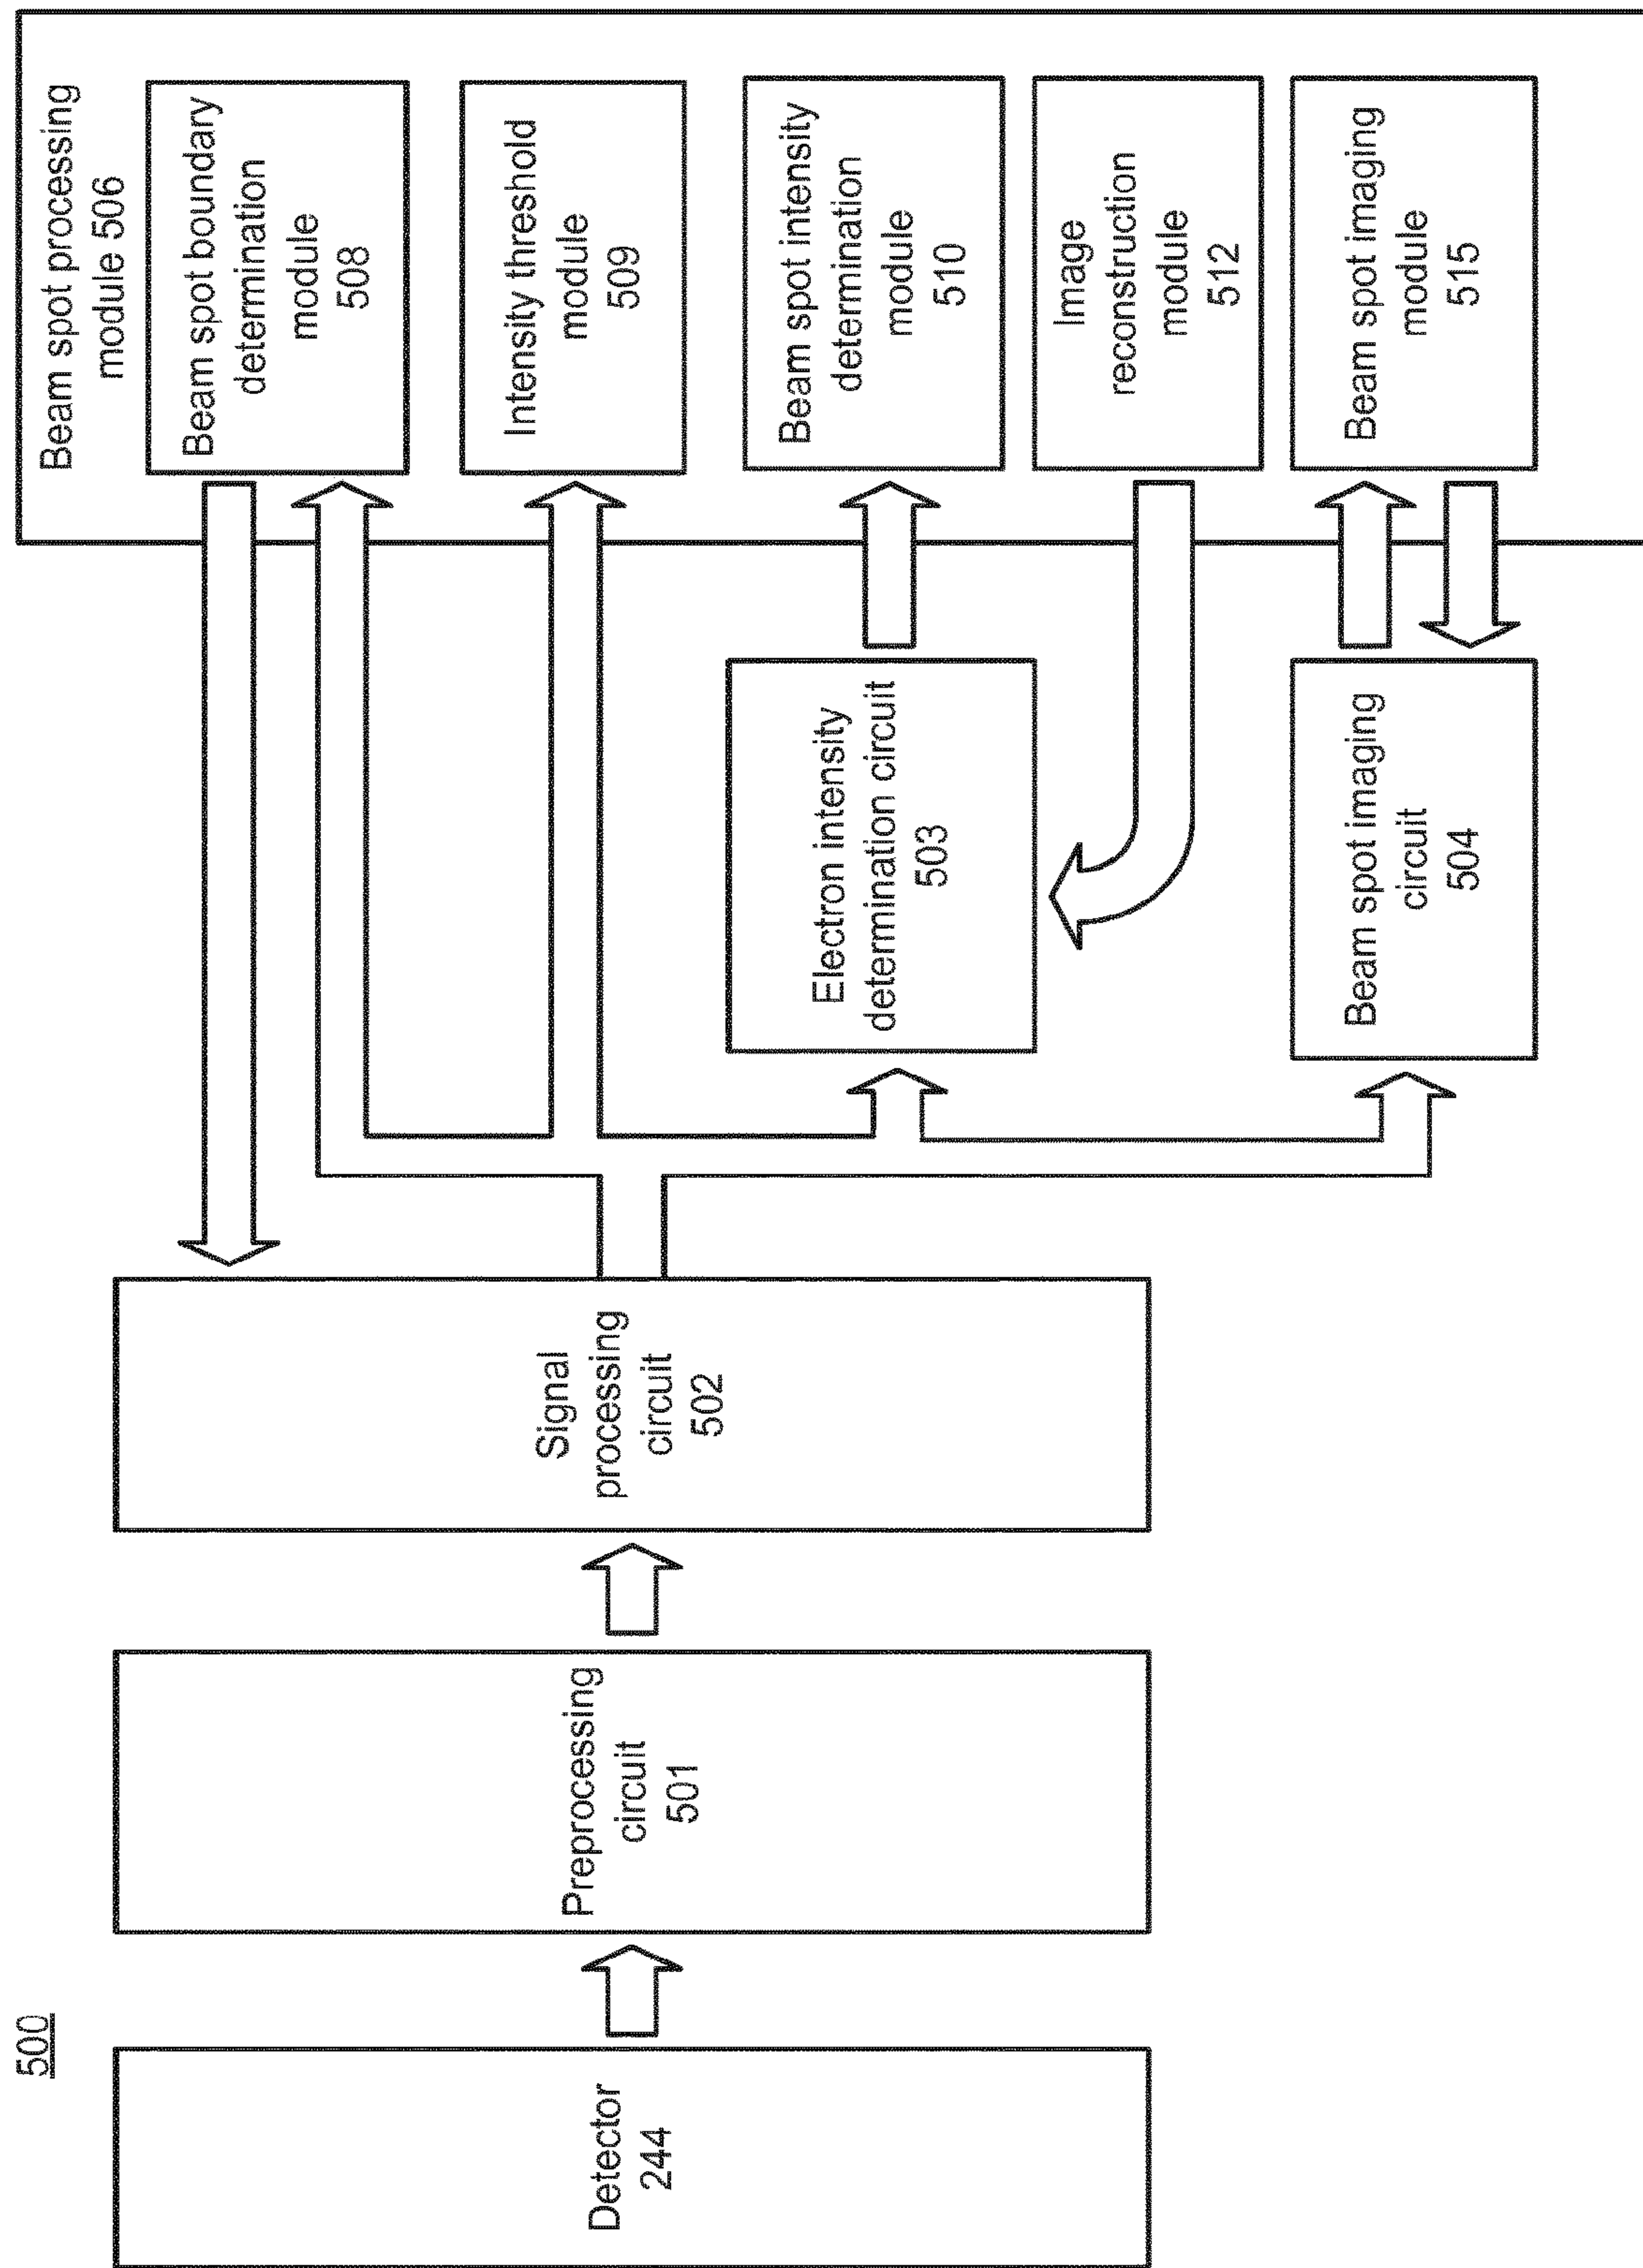 500
Detector
244
Preprocessing
circuit
501
Signal
processing
circuit
502
Electron intensity
determination circuit
503
Beam spot imaging
circuit
504
Beam spot processing
module 506
Beam spot boundary
determination
module
508
Intensity threshold
module
509
Beam spot intensity
determination
module
510
Image
reconstruction
module
512
Beam spot imaging
module
515